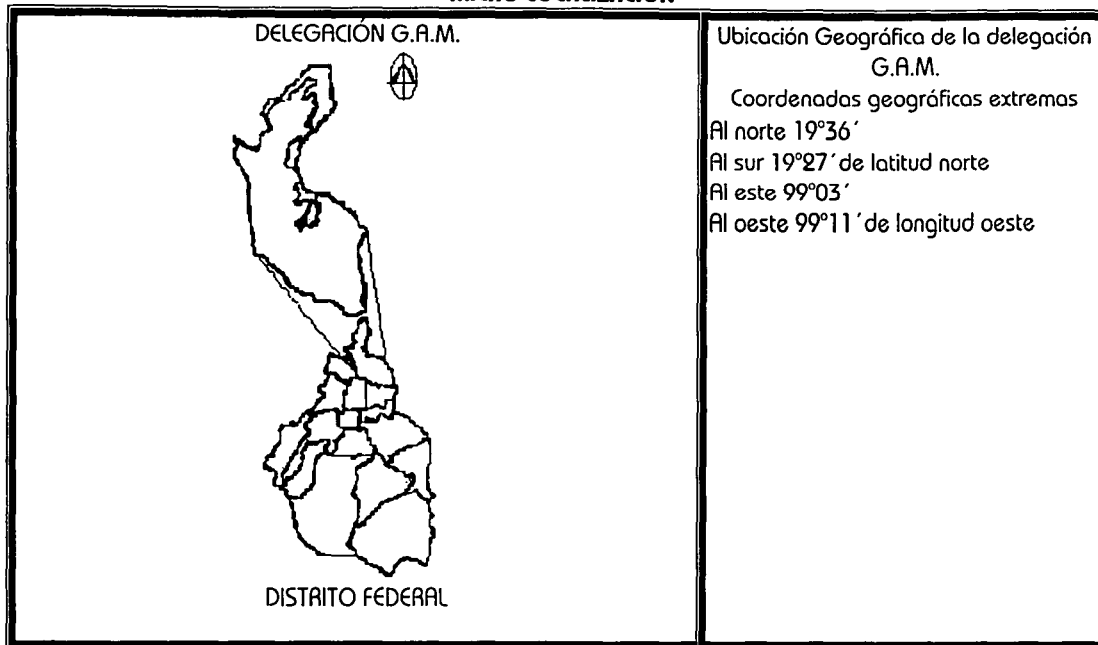 DELEGACIÓN G.A.M.
DISTRITO FEDERAL
Ubicación Geográfica de la delegación
G.A.M.
Coordenadas geográficas extremas
Al norte 19°36´
Al sur 19°27´de latitud norte
Al este 99°03´
Al oeste 99°11´de longitud oeste